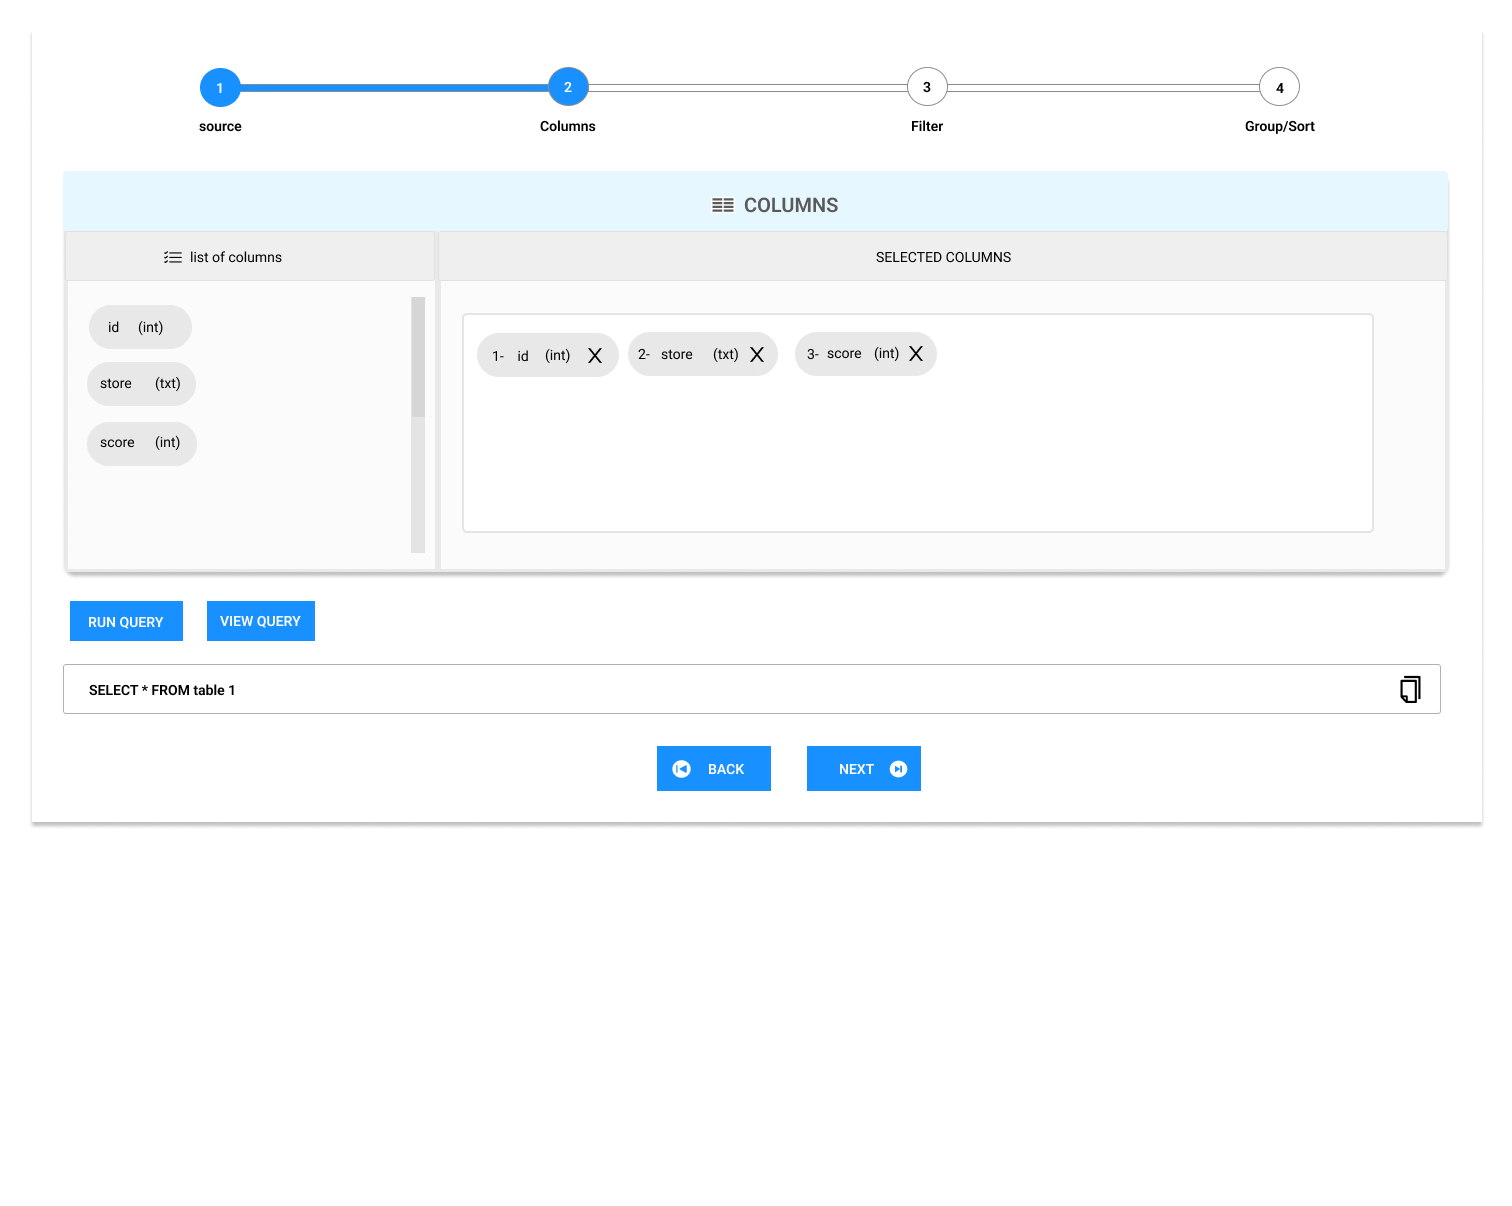 1 2 3 4
source Columns Filter Group/Sort
COLUMNS
list of columns SELECTED COLUMNS
id (int)
store (txt)
score (int)
1- id (int) X 2- store (txt) X 3- score (int) X
RUN QUERY VIEW QUERY
SELECT * FROM table 1
BACK NEXT